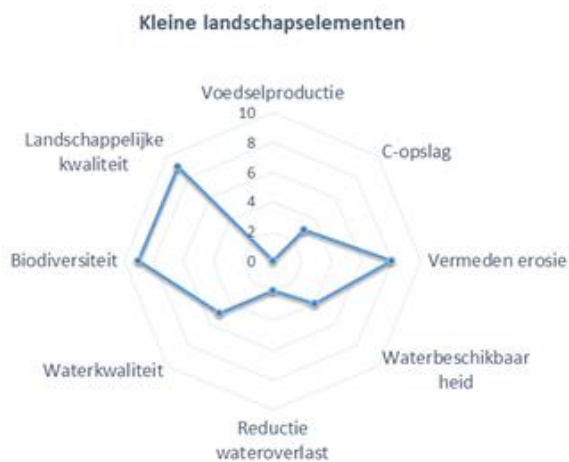 Kleine landschapselementen
Voedselproductie
10
8
6
4
2
0
C-opslag
Vermeden erosie
Waterbeschikbaar
heid
Reductie
wateroverlast
Waterkwaliteit
Biodiversiteit
Landschappelijke
kwaliteit